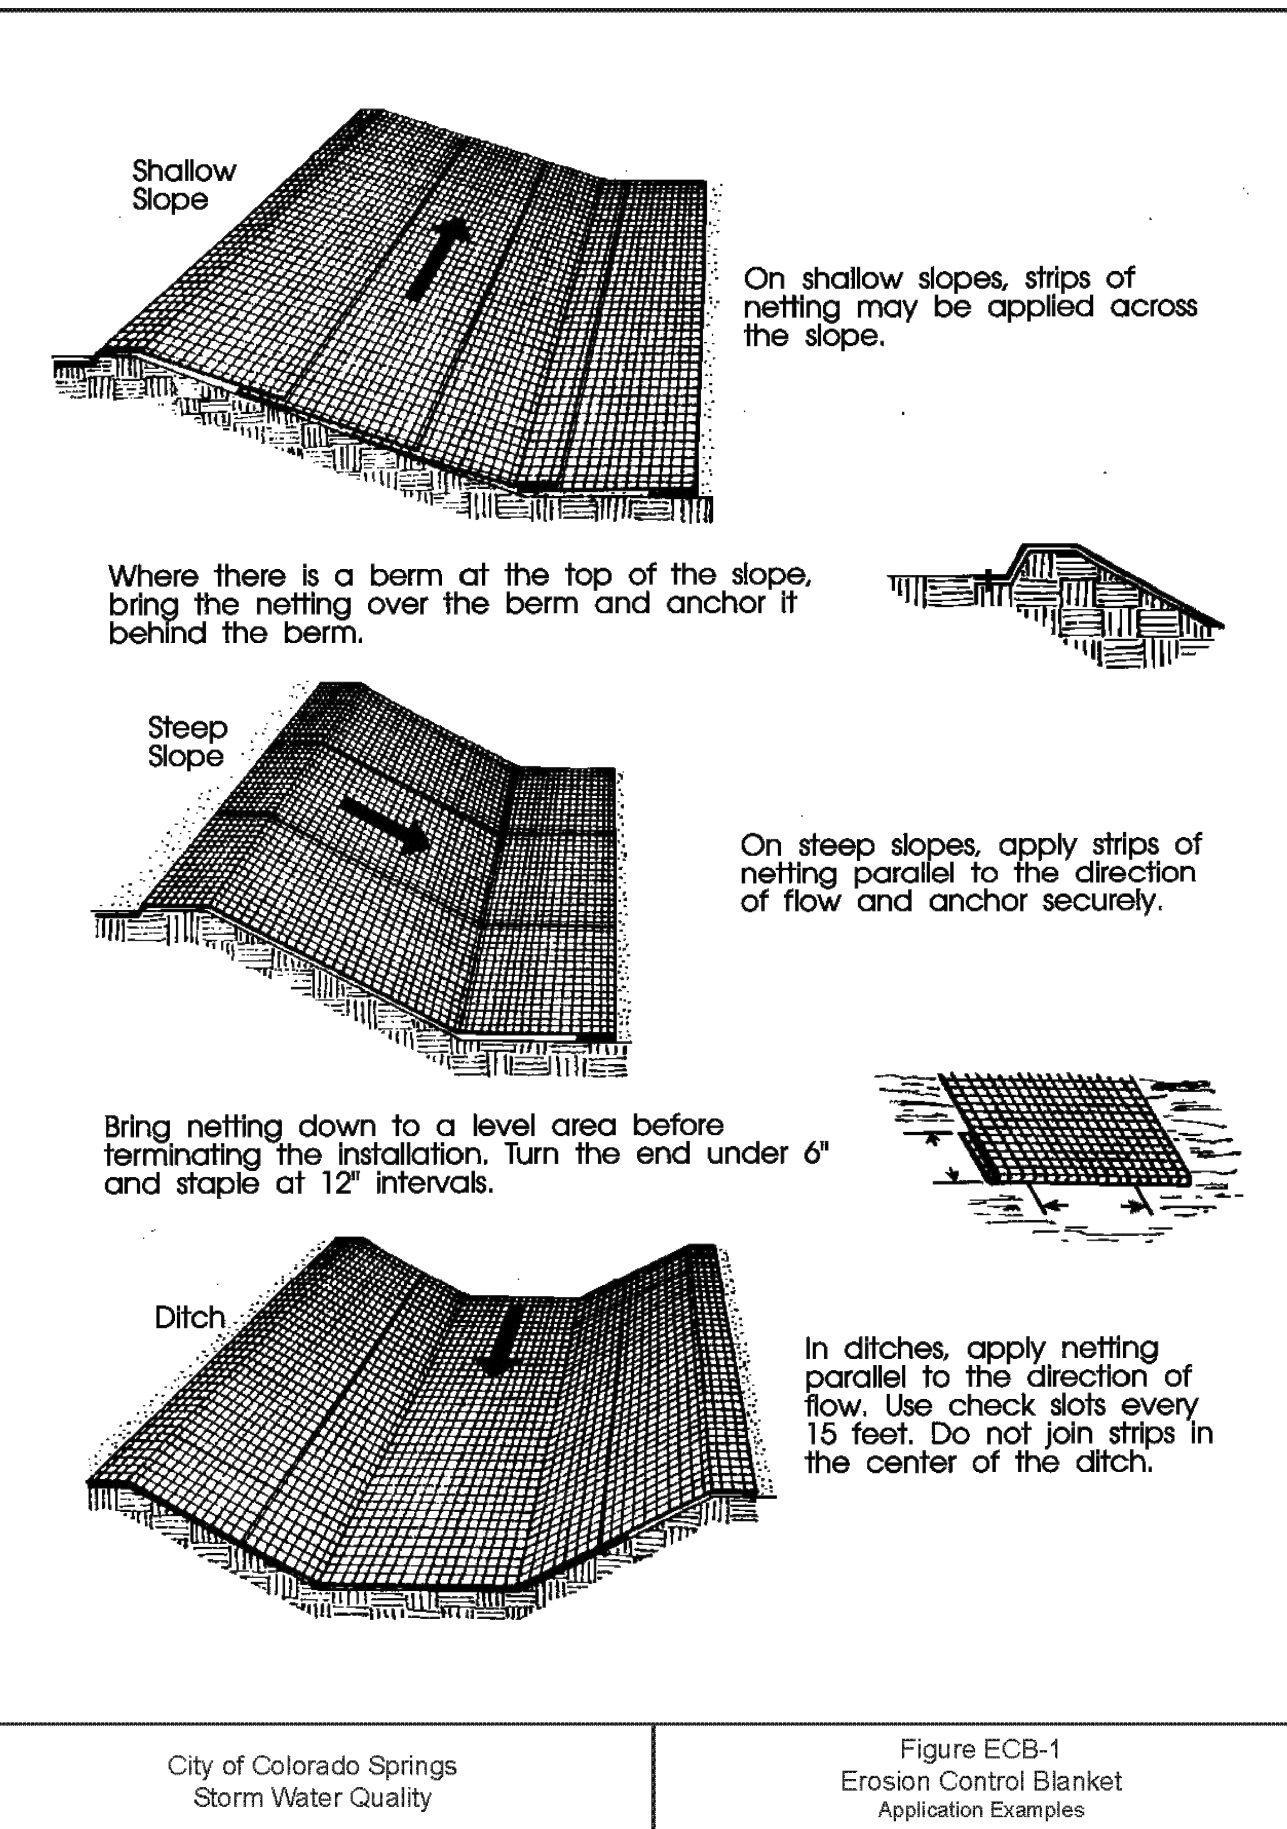 Shallow
Slope
On shallow slopes, strips of
netting may be applied across
the slope.
Where there is a berm at the top of the slope,
bring the netting over the berm and anchor it
behind the berm.
Steep
Slope
On steep slopes, apply strips of
netting parallel to the direction
of flow and anchor securely.
Bring netting down to a level area before
terminating the installation. Turn the end under 6"
and staple at 12" intervals.
Ditch
In ditches, apply netting
parallel to the direction of
flow. Use check slots every
15 feet. Do not join strips in
the center of the ditch.
City of Colorado Springs
Storm Water Quality
Figure ECB-1
Erosion Control Blanket
Application Examples